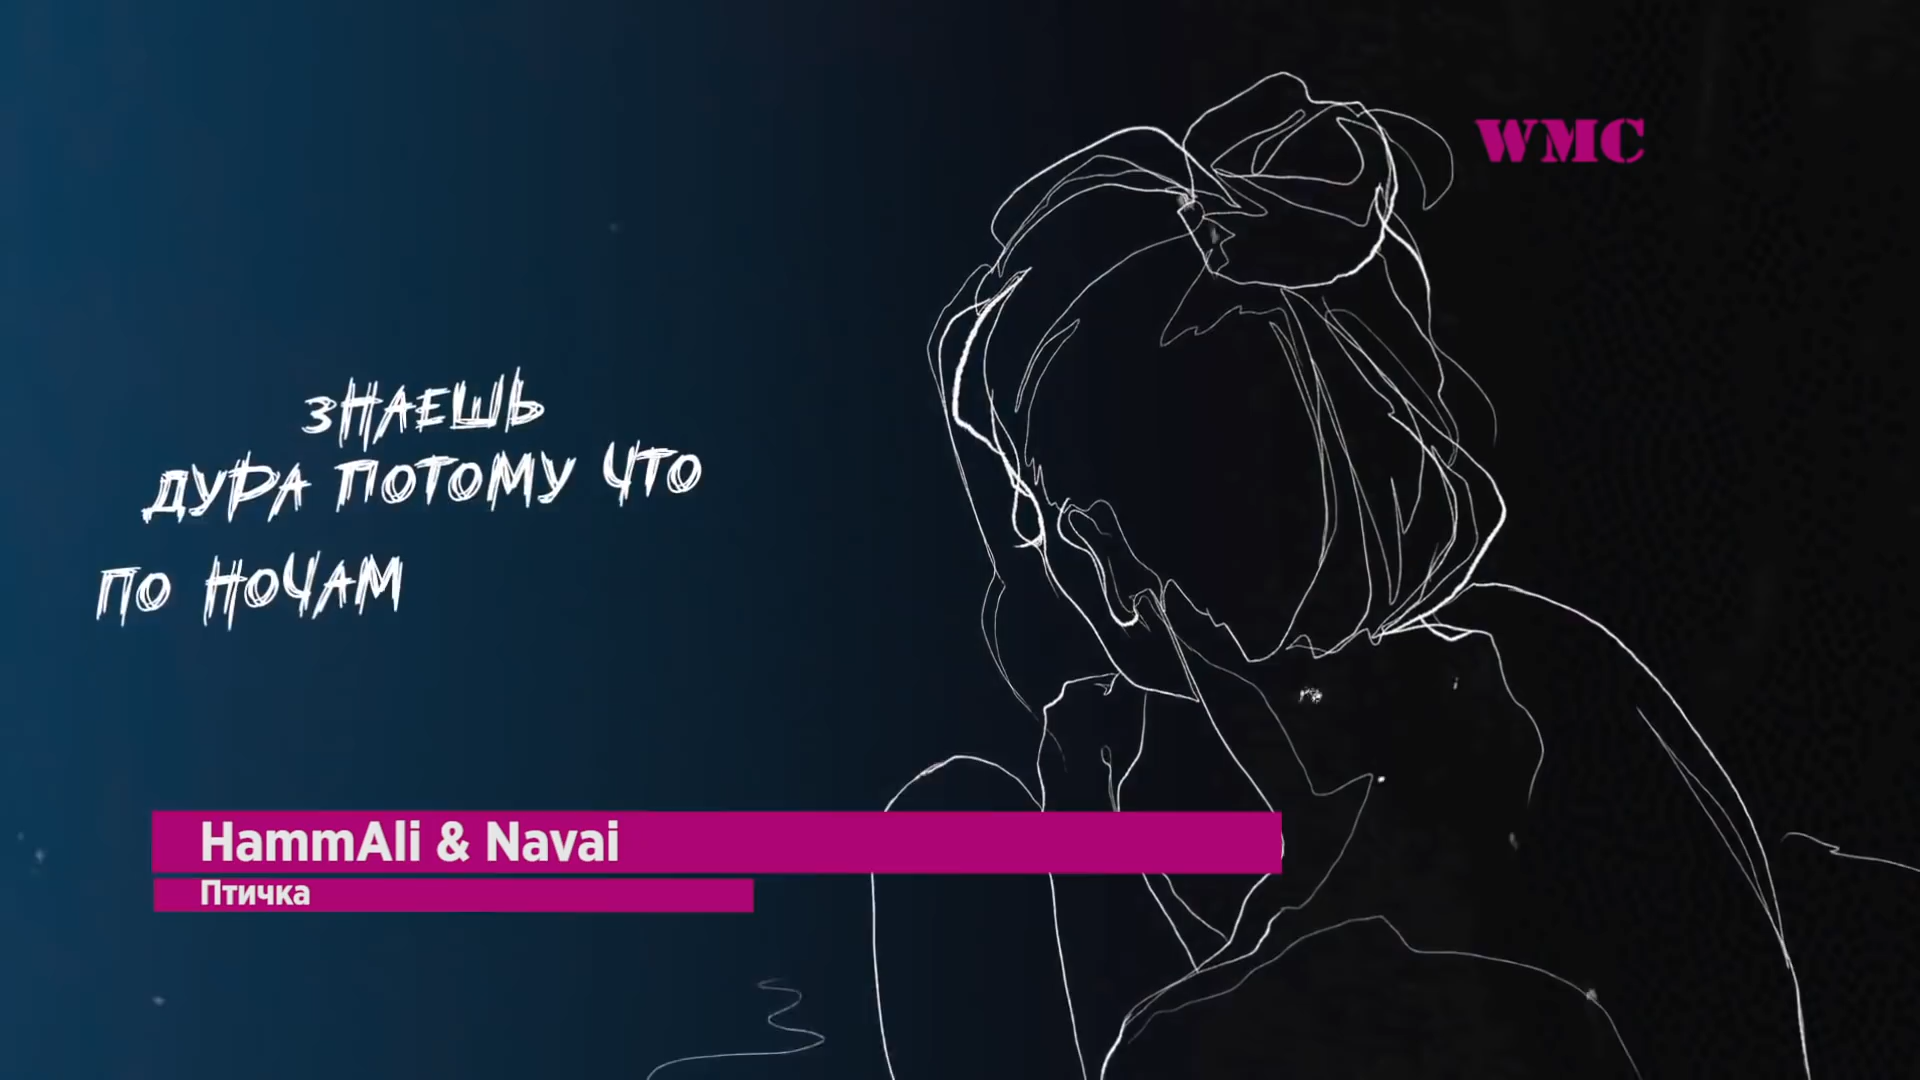 WMC
знаешь
дура потому что
по ночам
HammAli & Navai
Птичка